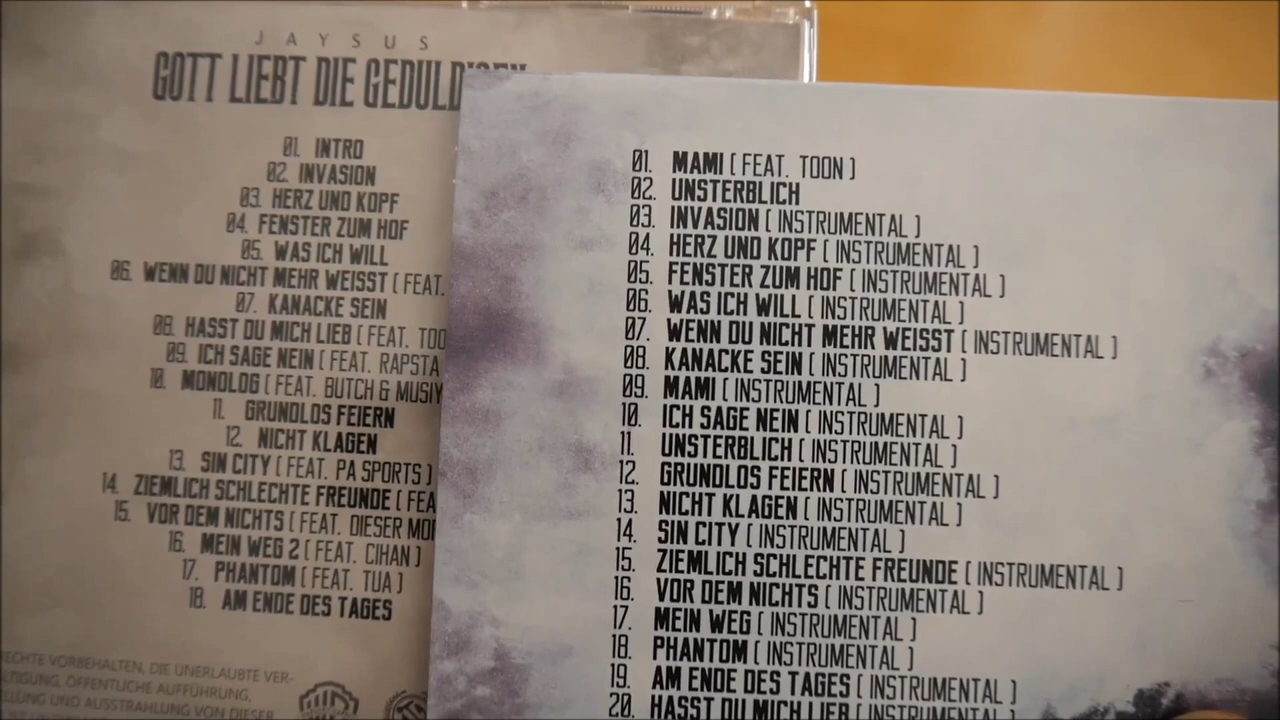 JAYSUS
GOTT LIEBT DIE
01. INTRO
02. INVASION
03. HERZ UND KOPF
04. FENSTER ZUM HOF
05. WAS ICH WILL
06. WENN DU NICHT MEHR WEISST ( FEAT.
07. KANACKE SEIN
08. HASST DU MICH LIEB ( FEAT. TOO
09. ICH SAGE NEIN ( FEAT. RAPSTA
10. MONOLOG ( FEAT. BUTCH & MUSIY
11. GRUNDLOS FEIERN
12. NICHT KLAGEN
13. SIN CITY ( FEAT. PA SPORTS )
14. ZIEMLICH SCHLECHTE FREUNDE ( FEA
15. VOR DEM NICHTS ( FEAT. DIESER MOR
16. MEIN WEG 2 ( FEAT. CIHAN )
17. PHANTOM ( FEAT. TUA )
18. AM ENDE DES TAGES
ECHTE VORBEHALTEN, DIE UNERLAUBTE VER-
LTIGUNG, ÖFFENTLICHE AUFFÜHRUNG,
LLUNG UND AUSSTRAHLUNG VON DIESER
01. MAMI ( FEAT. TOON )
02. UNSTERBLICH
03. INVASION ( INSTRUMENTAL )
04. HERZ UND KOPF ( INSTRUMENTAL )
05. FENSTER ZUM HOF ( INSTRUMENTAL )
06. WAS ICH WILL ( INSTRUMENTAL )
07. WENN DU NICHT MEHR WEISST ( INSTRUMENTAL )
08. KANACKE SEIN ( INSTRUMENTAL )
09. MAMI ( INSTRUMENTAL )
10. ICH SAGE NEIN ( INSTRUMENTAL )
11. UNSTERBLICH ( INSTRUMENTAL )
12. GRUNDLOS FEIERN ( INSTRUMENTAL )
13. NICHT KLAGEN ( INSTRUMENTAL )
14. SIN CITY ( INSTRUMENTAL )
15. ZIEMLICH SCHLECHTE FREUNDE ( INSTRUMENTAL )
16. VOR DEM NICHTS ( INSTRUMENTAL )
17. MEIN WEG ( INSTRUMENTAL )
18. PHANTOM ( INSTRUMENTAL )
19. AM ENDE DES TAGES ( INSTRUMENTAL )
20. HASST DU MICH LIEB ( INSTRUMENTAL )